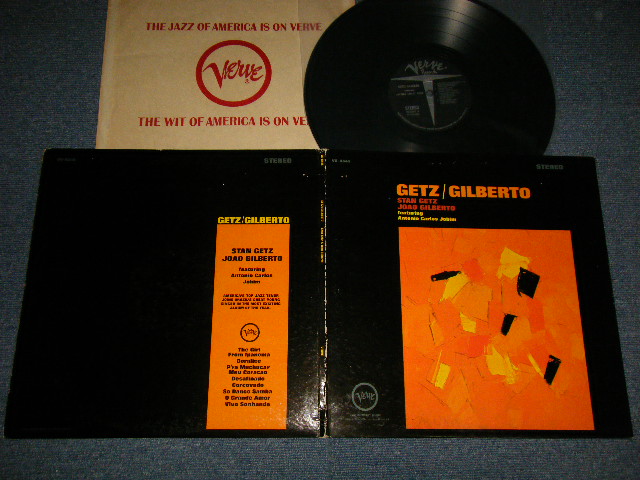 THE JAZZ OF AMERICA IS ON VERVE
Verve
THE WIT OF AMERICA IS ON VERVE
Verve
STEREO
GETZ/GILBERTO
STAN GETZ
JOAO GILBERTO
featuring
Antonio Carlos
Jobim
The Girl
From Ipanema
Doralice
P'ra Machucar
Meu Coracao
Desafinado
Corcovado
So Danco Samba
O Grande Amor
Vivo Sonhando
STEREO
GETZ/GILBERTO
STAN GETZ
JOAO GILBERTO
featuring
Antonio Carlos Jobim
Verve